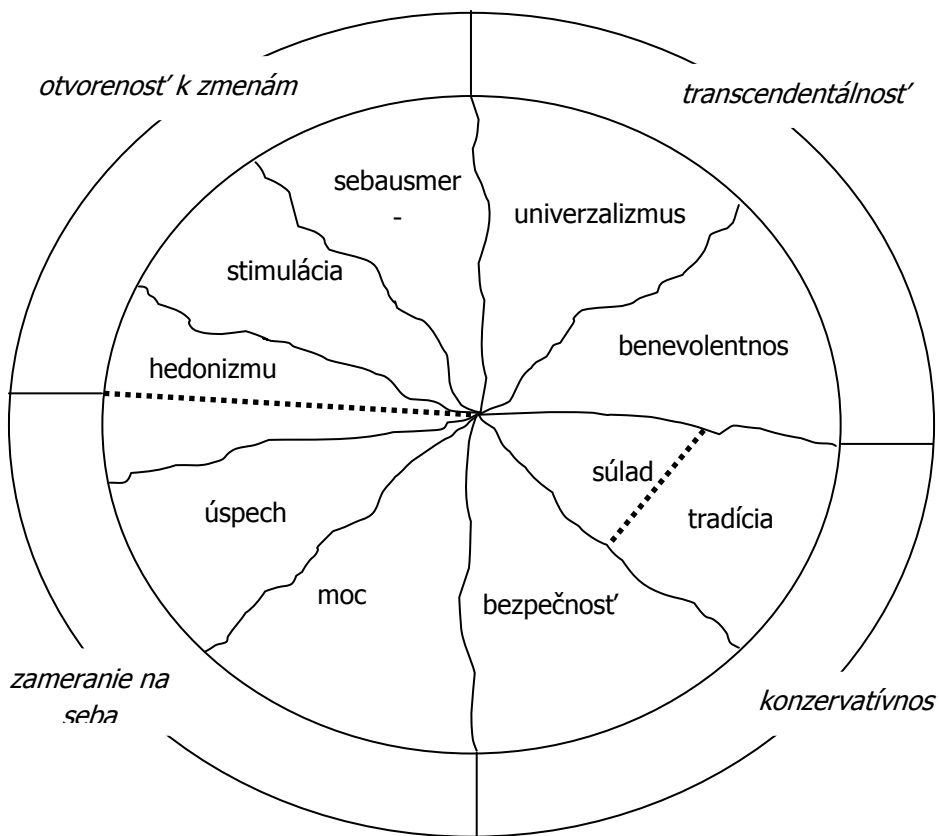 otvorenosť k zmenám
transcendentálnosť
sebausmer
-
univerzalizmus
stimulácia
benevolentnos
hedonizmu
súlad
úspech
tradícia
moc
bezpečnosť
zameranie na
seba
konzervatívnos